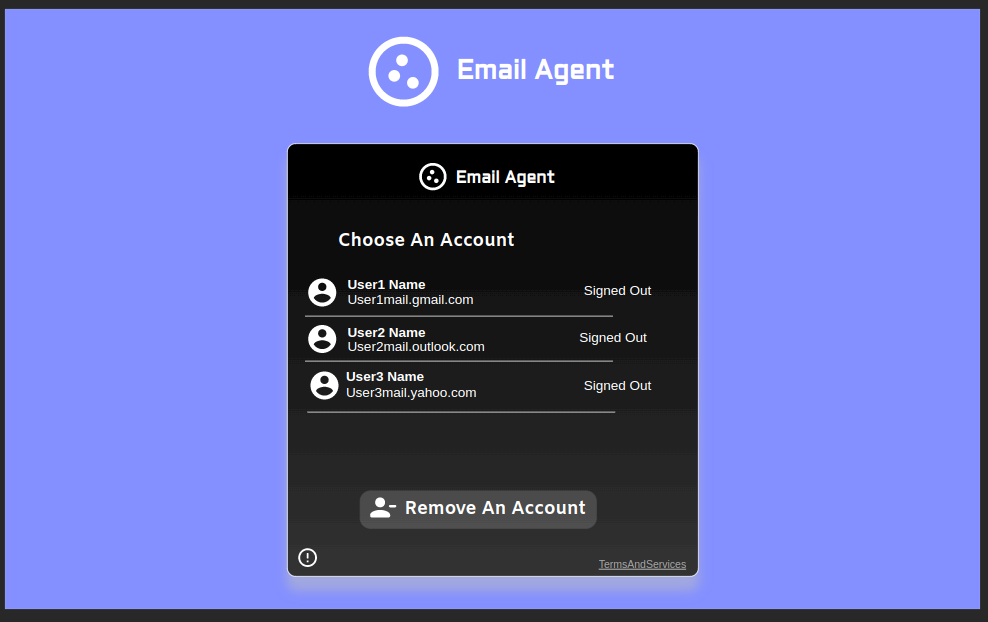 Email Agent
Email Agent
Choose An Account
User1 Name
User1mail.gmail.com
Signed Out
User2 Name
User2mail.outlook.com
Signed Out
User3 Name
User3mail.yahoo.com
Signed Out
Remove An Account
TermsAndServices